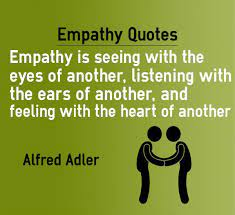 Empathy Quotes
Empathy is seeing with the
eyes of another, listening with
the ears of another, and
feeling with the heart of another
Alfred Adler